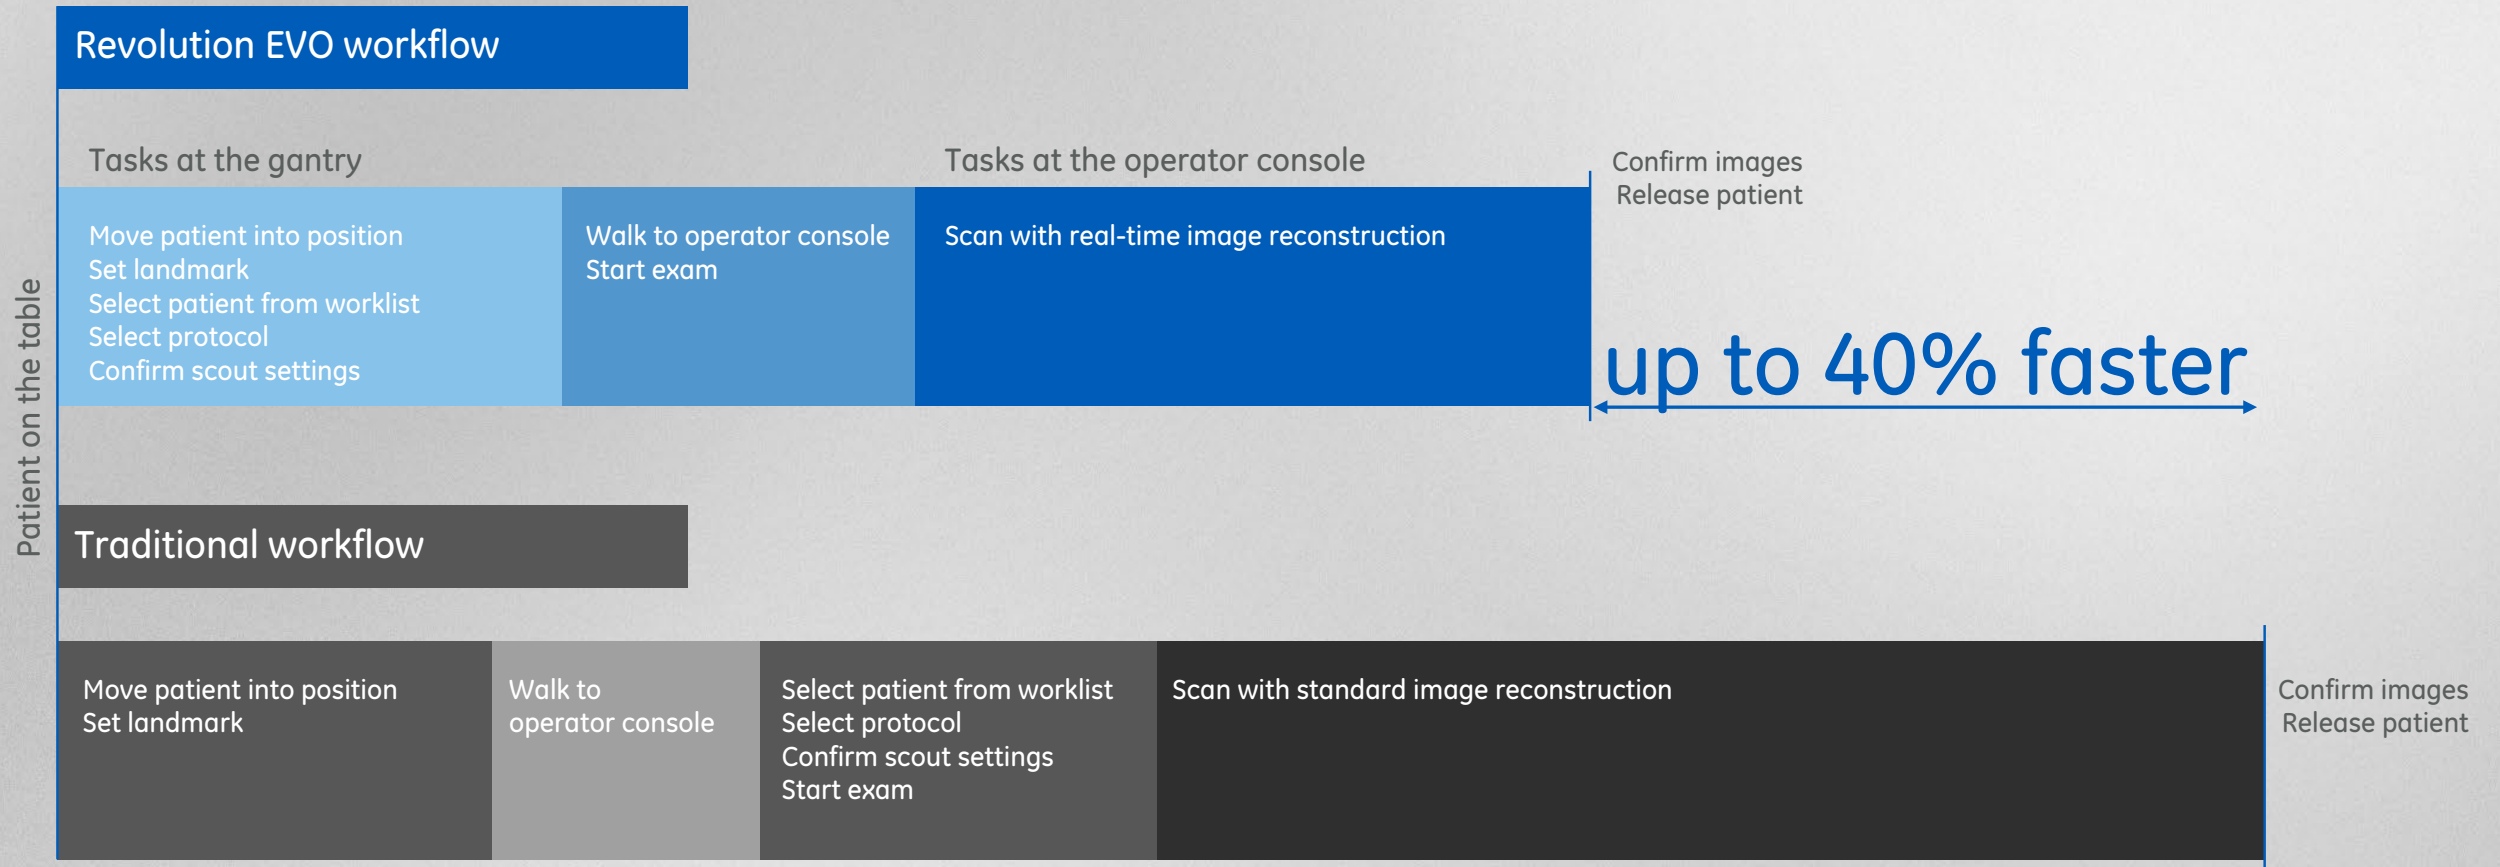 Revolution EVO workflow
Tasks at the gantry
Tasks at the operator console
Confirm images
Release patient
Patient on the table
Move patient into position
Set landmark
Select patient from worklist
Select protocol
Confirm scout settings
Walk to operator console
Start exam
Scan with real-time image reconstruction
up to 40% faster
Traditional workflow
Move patient into position
Set landmark
Walk to
operator console
Select patient from worklist
Select protocol
Confirm scout settings
Start exam
Scan with standard image reconstruction
Confirm images
Release patient